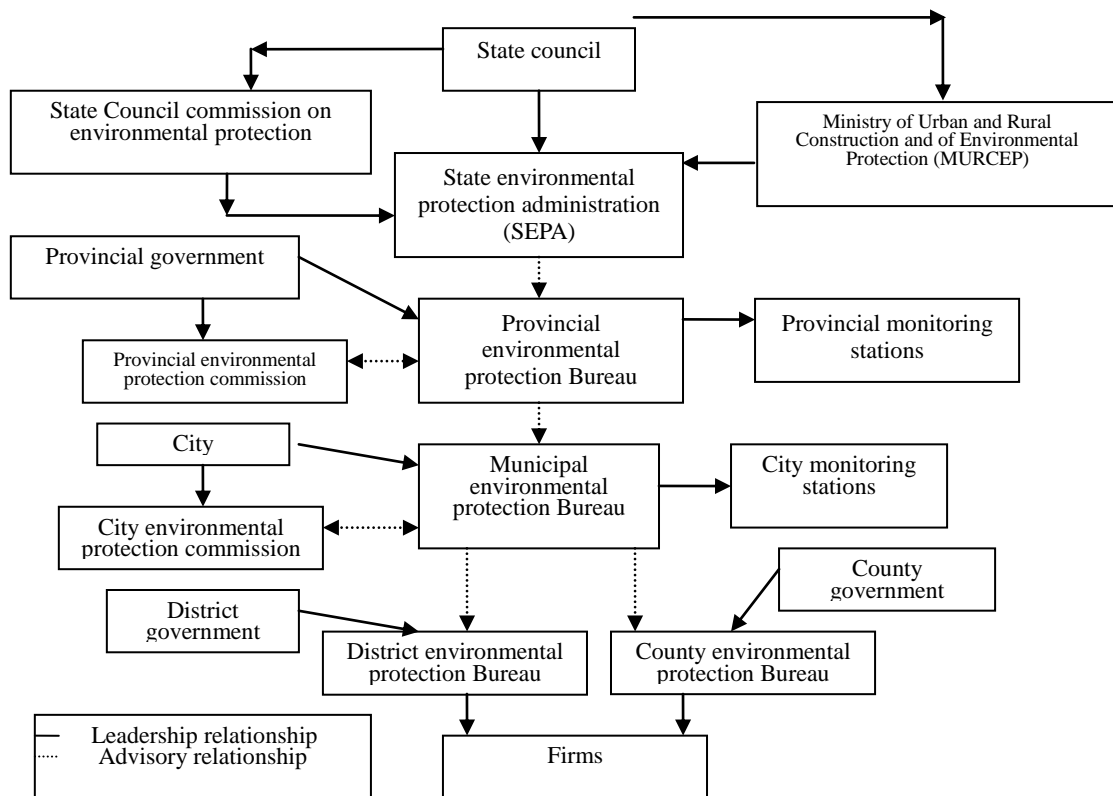 State council
State Council commission on
environmental protection
Ministry of Urban and Rural
Construction and of Environmental
Protection (MURCEP)
State environmental
protection administration
(SEPA)
Provincial government
Provincial
environmental
protection Bureau
Provincial monitoring
stations
Provincial environmental
protection commission
City
Municipal
environmental
protection Bureau
City monitoring
stations
City environmental
protection commission
County
government
District
government
District environmental
protection Bureau
County environmental
protection Bureau
Leadership relationship
Advisory relationship
Firms